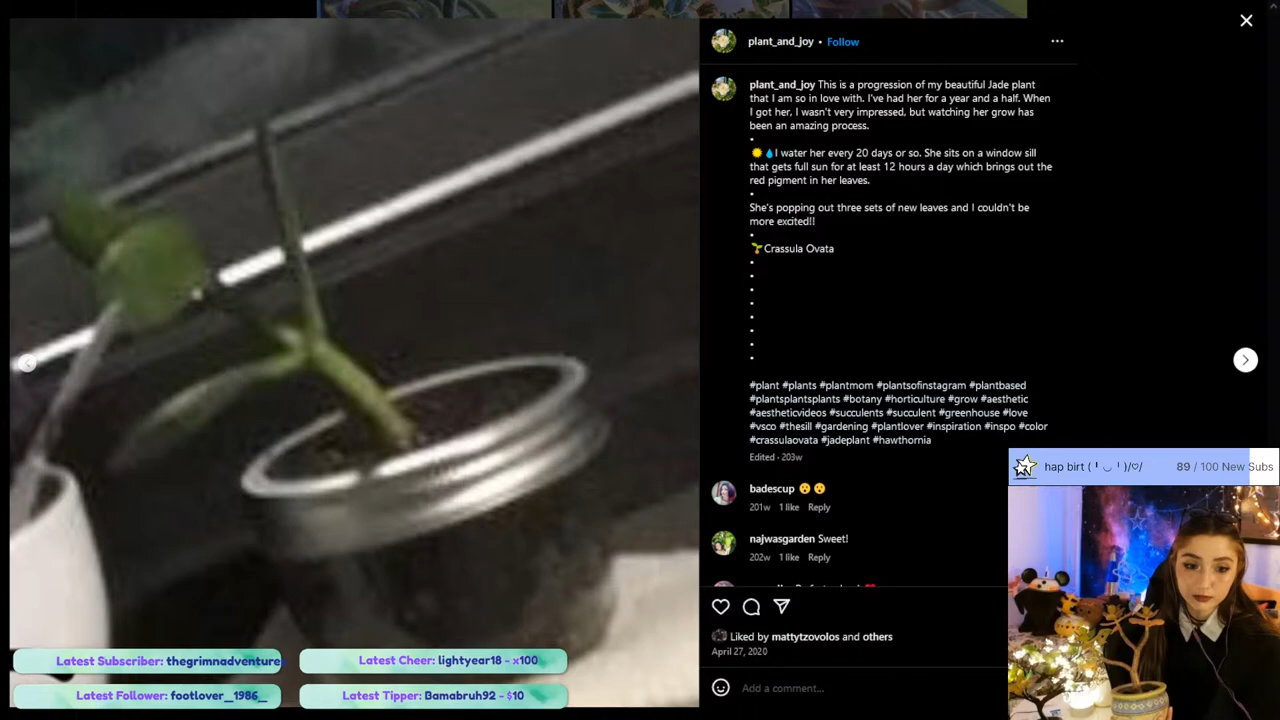 plant_and_joy • Follow
plant_and_joy This is a progression of my beautiful Jade plant
that I am so in love with. I've had her for a year and a half. When
I got her, I wasn't very impressed, but watching her grow has
been an amazing process.
•
☀️💧I water her every 20 days or so. She sits on a window sill
that gets full sun for at least 12 hours a day which brings out the
red pigment in her leaves.
•
She's popping out three sets of new leaves and I couldn't be
more excited!!
•
🌱Crassula Ovata
•
•
•
•
•
•
•
•
#plant #plants #plantmom #plantsofinstagram #plantbased
#plantsplantsplants #botany #horticulture #grow #aesthetic
#aestheticvideos #succulents #succulent #greenhouse #love
#vsco #thesill #gardening #plantlover #inspiration #inspo #color
#crassulaovata #jadeplant #hawthornia
Edited · 203w
badescup 😮😮
201w 1 like Reply
najwasgarden Sweet!
202w 1 like Reply
Liked by mattytzovolos and others
April 27, 2020
Add a comment...
hap birt ( ╹◡╹)/♡/ 89 / 100 New Subs
Latest Subscriber: thegrimnadventure
Latest Cheer: lightyear18 - x100
Latest Follower: footlover_1986_
Latest Tipper: Bamabruh92 - $10